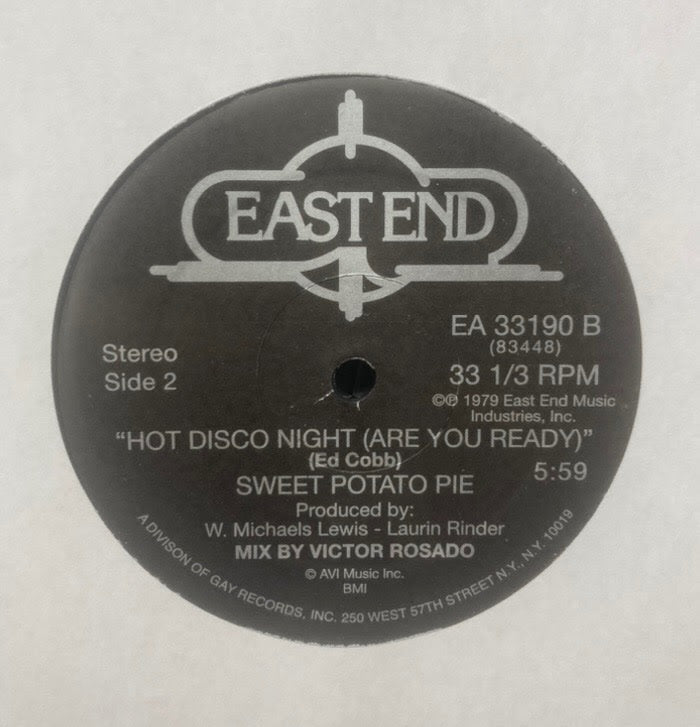 EAST END
EA 33190 B
(83448)
Stereo
Side 2
33 1/3 RPM
©℗ 1979 East End Music
Industries, Inc.
“HOT DISCO NIGHT (ARE YOU READY)”
(Ed Cobb)
5:59
SWEET POTATO PIE
Produced by:
W. Michaels Lewis - Laurin Rinder
MIX BY VICTOR ROSADO
© AVI Music Inc.
BMI
A DIVISON OF GAY RECORDS, INC. 250 WEST 57TH STREET N.Y., N.Y. 10019